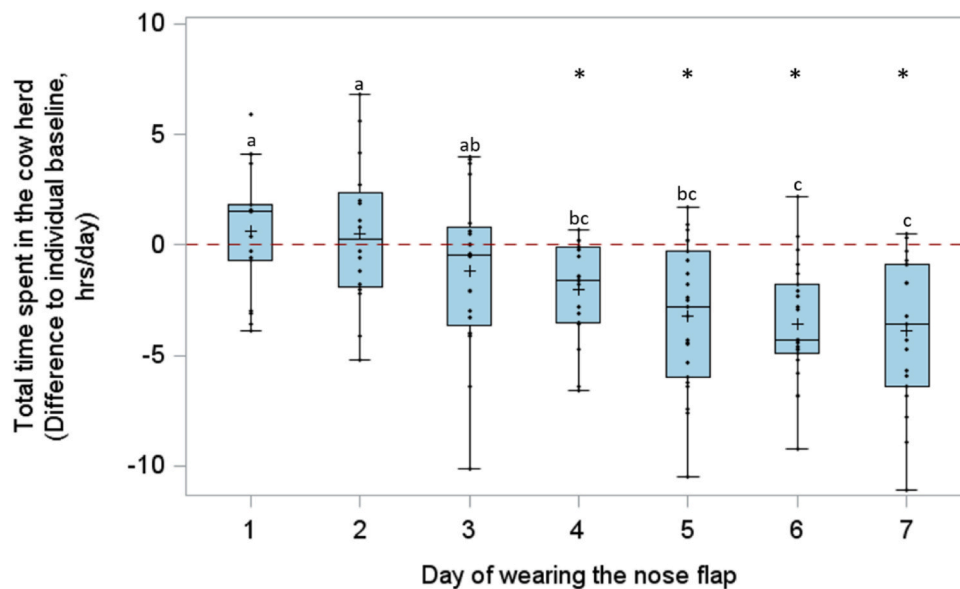 Total time spent in the cow herd
(Difference to individual baseline,
hrs/day)
10
5
0
-5
-10
* * * *
a
a
ab
bc
bc
c
c
1 2 3 4 5 6 7
Day of wearing the nose flap